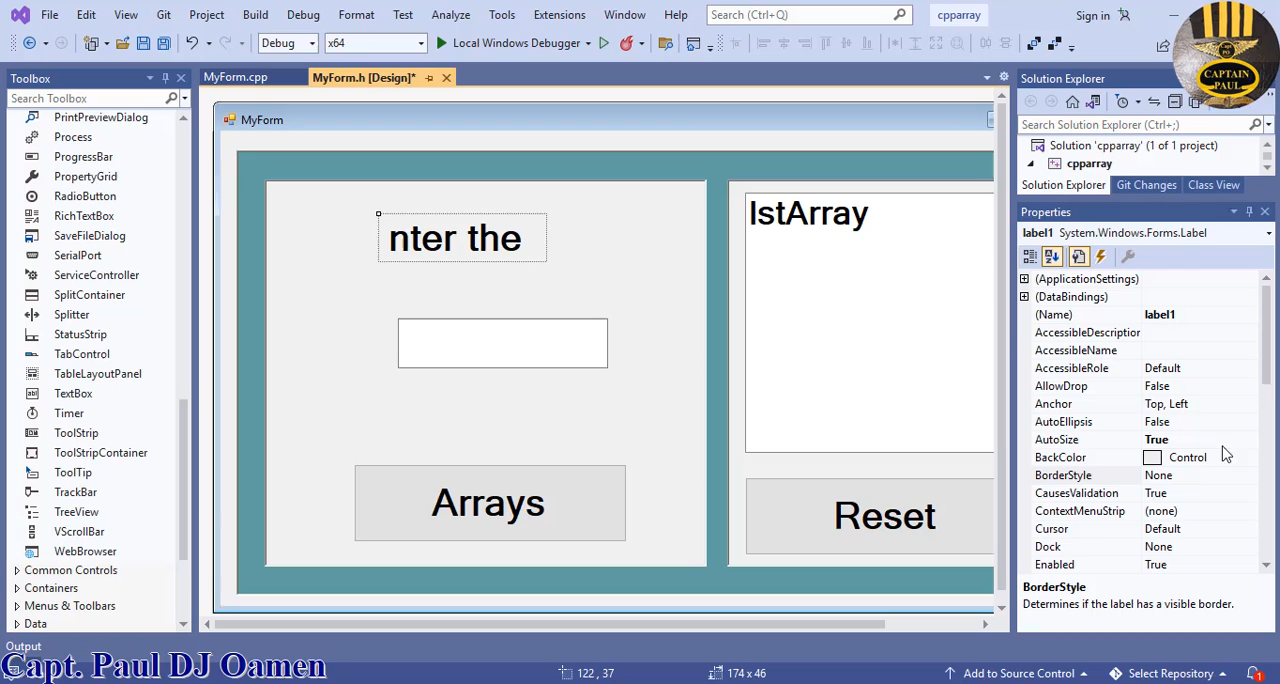 File Edit View Git Project Build Debug Format Test Analyze Tools Extensions Window Help Search (Ctrl+Q) cpparray Sign in
Debug x64 Local Windows Debugger
Toolbox
MyForm.cpp MyForm.h [Design]*
Solution Explorer
CAPTAIN
PAUL
Search Toolbox
PrintPreviewDialog
Process
ProgressBar
PropertyGrid
RadioButton
RichTextBox
SaveFileDialog
SerialPort
ServiceController
SplitContainer
Splitter
StatusStrip
TabControl
TableLayoutPanel
TextBox
Timer
ToolStrip
ToolStripContainer
ToolTip
TrackBar
TreeView
VScrollBar
WebBrowser
Common Controls
Containers
Menus & Toolbars
Data
Output
MyForm
nter the
Arrays
lstArray
Reset
Search Solution Explorer (Ctrl+;)
Solution 'cpparray' (1 of 1 project)
cpparray
Solution Explorer Git Changes Class View
Properties
label1 System.Windows.Forms.Label
(ApplicationSettings)
(DataBindings)
(Name) label1
AccessibleDescription
AccessibleName
AccessibleRole Default
AllowDrop False
Anchor Top, Left
AutoEllipsis False
AutoSize True
BackColor Control
BorderStyle None
CausesValidation True
ContextMenuStrip (none)
Cursor Default
Dock None
Enabled True
BorderStyle
Determines if the label has a visible border.
Capt. Paul DJ Oamen
122 , 37 174 x 46 Add to Source Control Select Repository 1